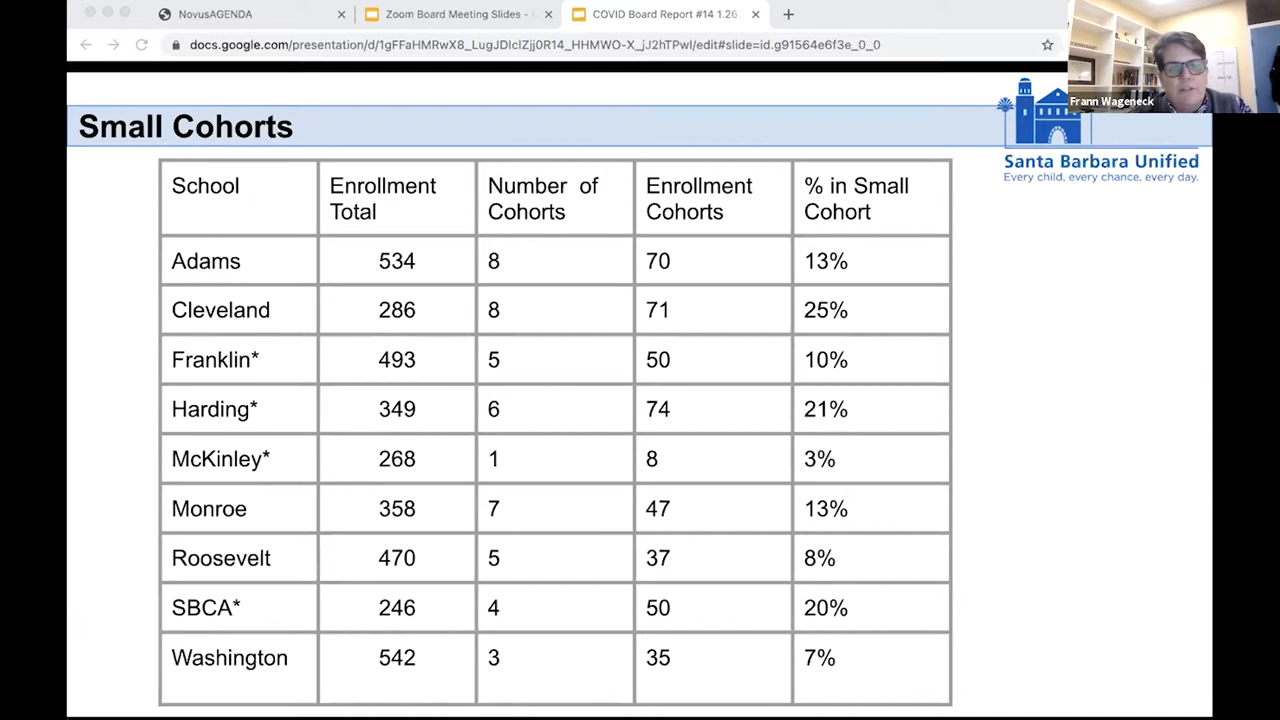 NovusAGENDA
Zoom Board Meeting Slides - G
COVID Board Report #14 1.26.
docs.google.com/presentation/d/1gFFaHMRwX8_LugJDlclZjj0R14_HHMWO-X_jJ2hTPwI/edit#slide=id.g91564e6f3e_0_0
Frann Wageneck
Small Cohorts
Santa Barbara Unified
Every child, every chance, every day.
School Enrollment Total Number of Cohorts Enrollment Cohorts % in Small Cohort
Adams 534 8 70 13%
Cleveland 286 8 71 25%
Franklin* 493 5 50 10%
Harding* 349 6 74 21%
McKinley* 268 1 8 3%
Monroe 358 7 47 13%
Roosevelt 470 5 37 8%
SBCA* 246 4 50 20%
Washington 542 3 35 7%